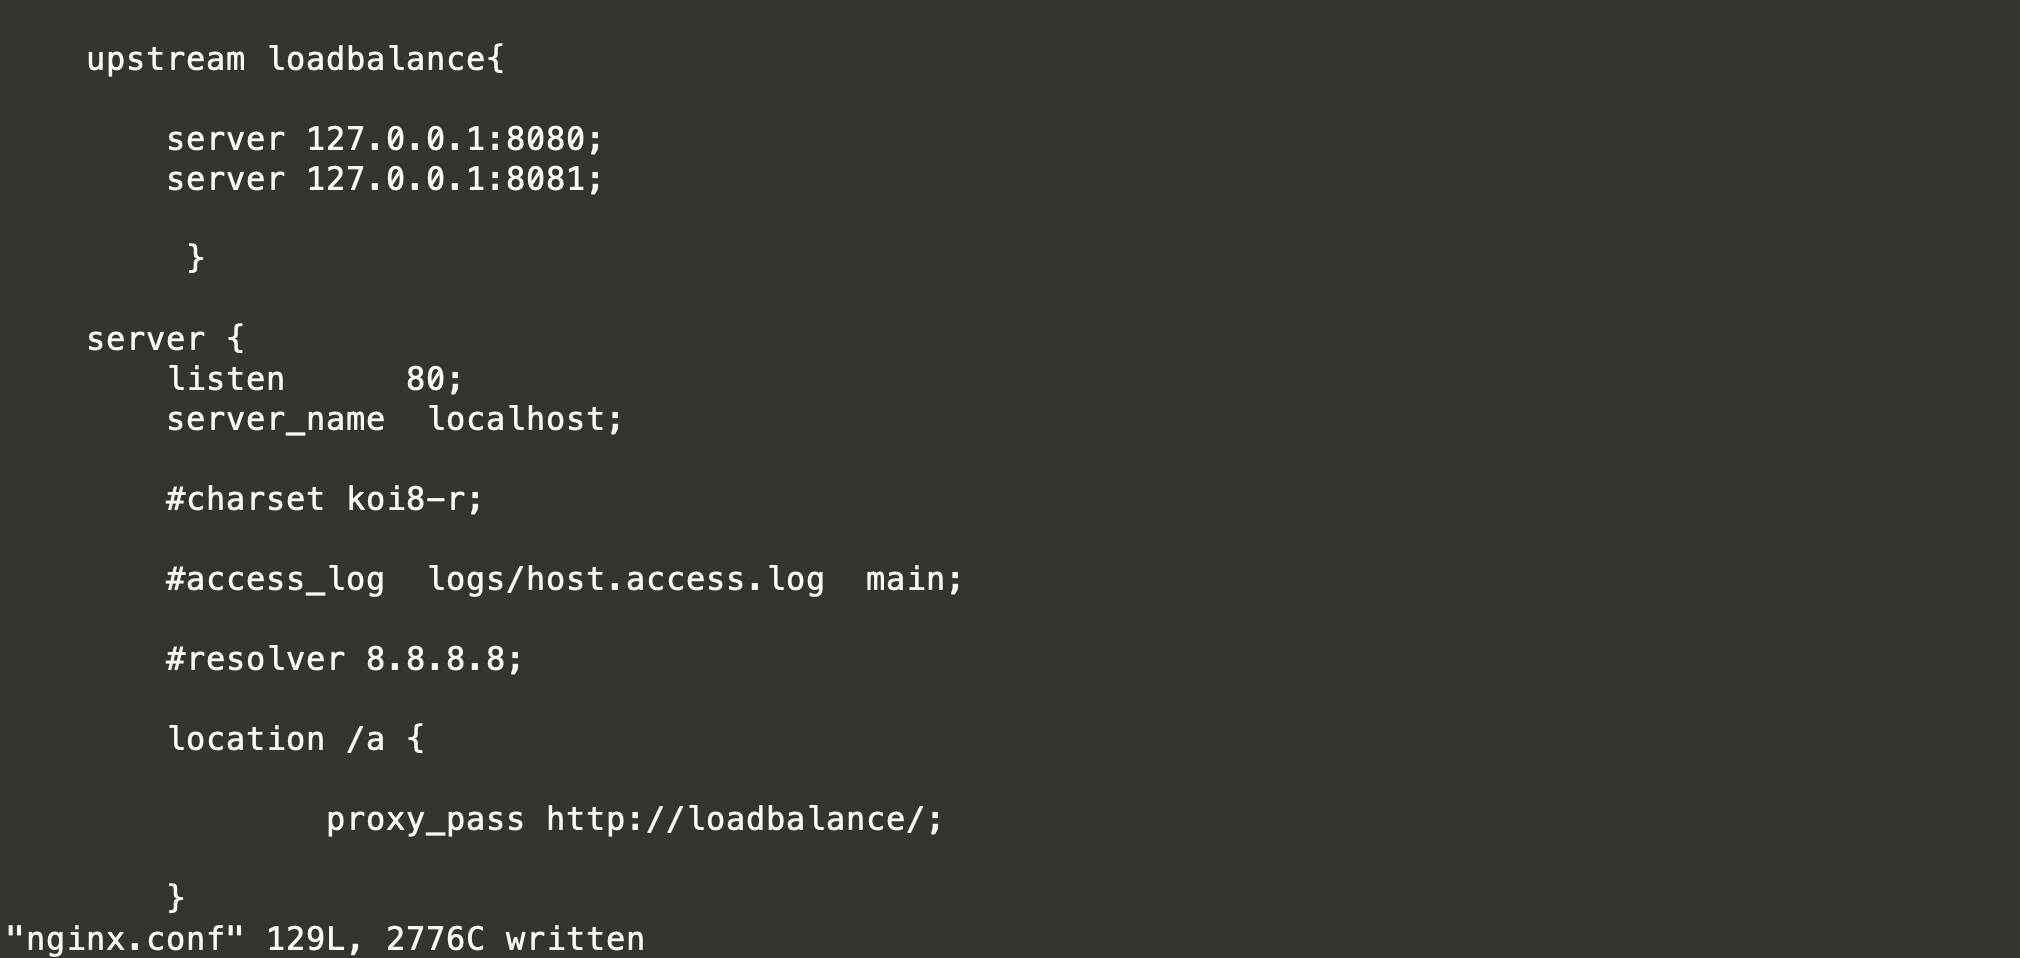 upstream loadbalance{
server 127.0.0.1:8080;
server 127.0.0.1:8081;
}
server {
listen      80;
server_name  localhost;
#charset koi8-r;
#access_log  logs/host.access.log  main;
#resolver 8.8.8.8;
location /a {
proxy_pass http://loadbalance/;
}
"nginx.conf" 129L, 2776C written